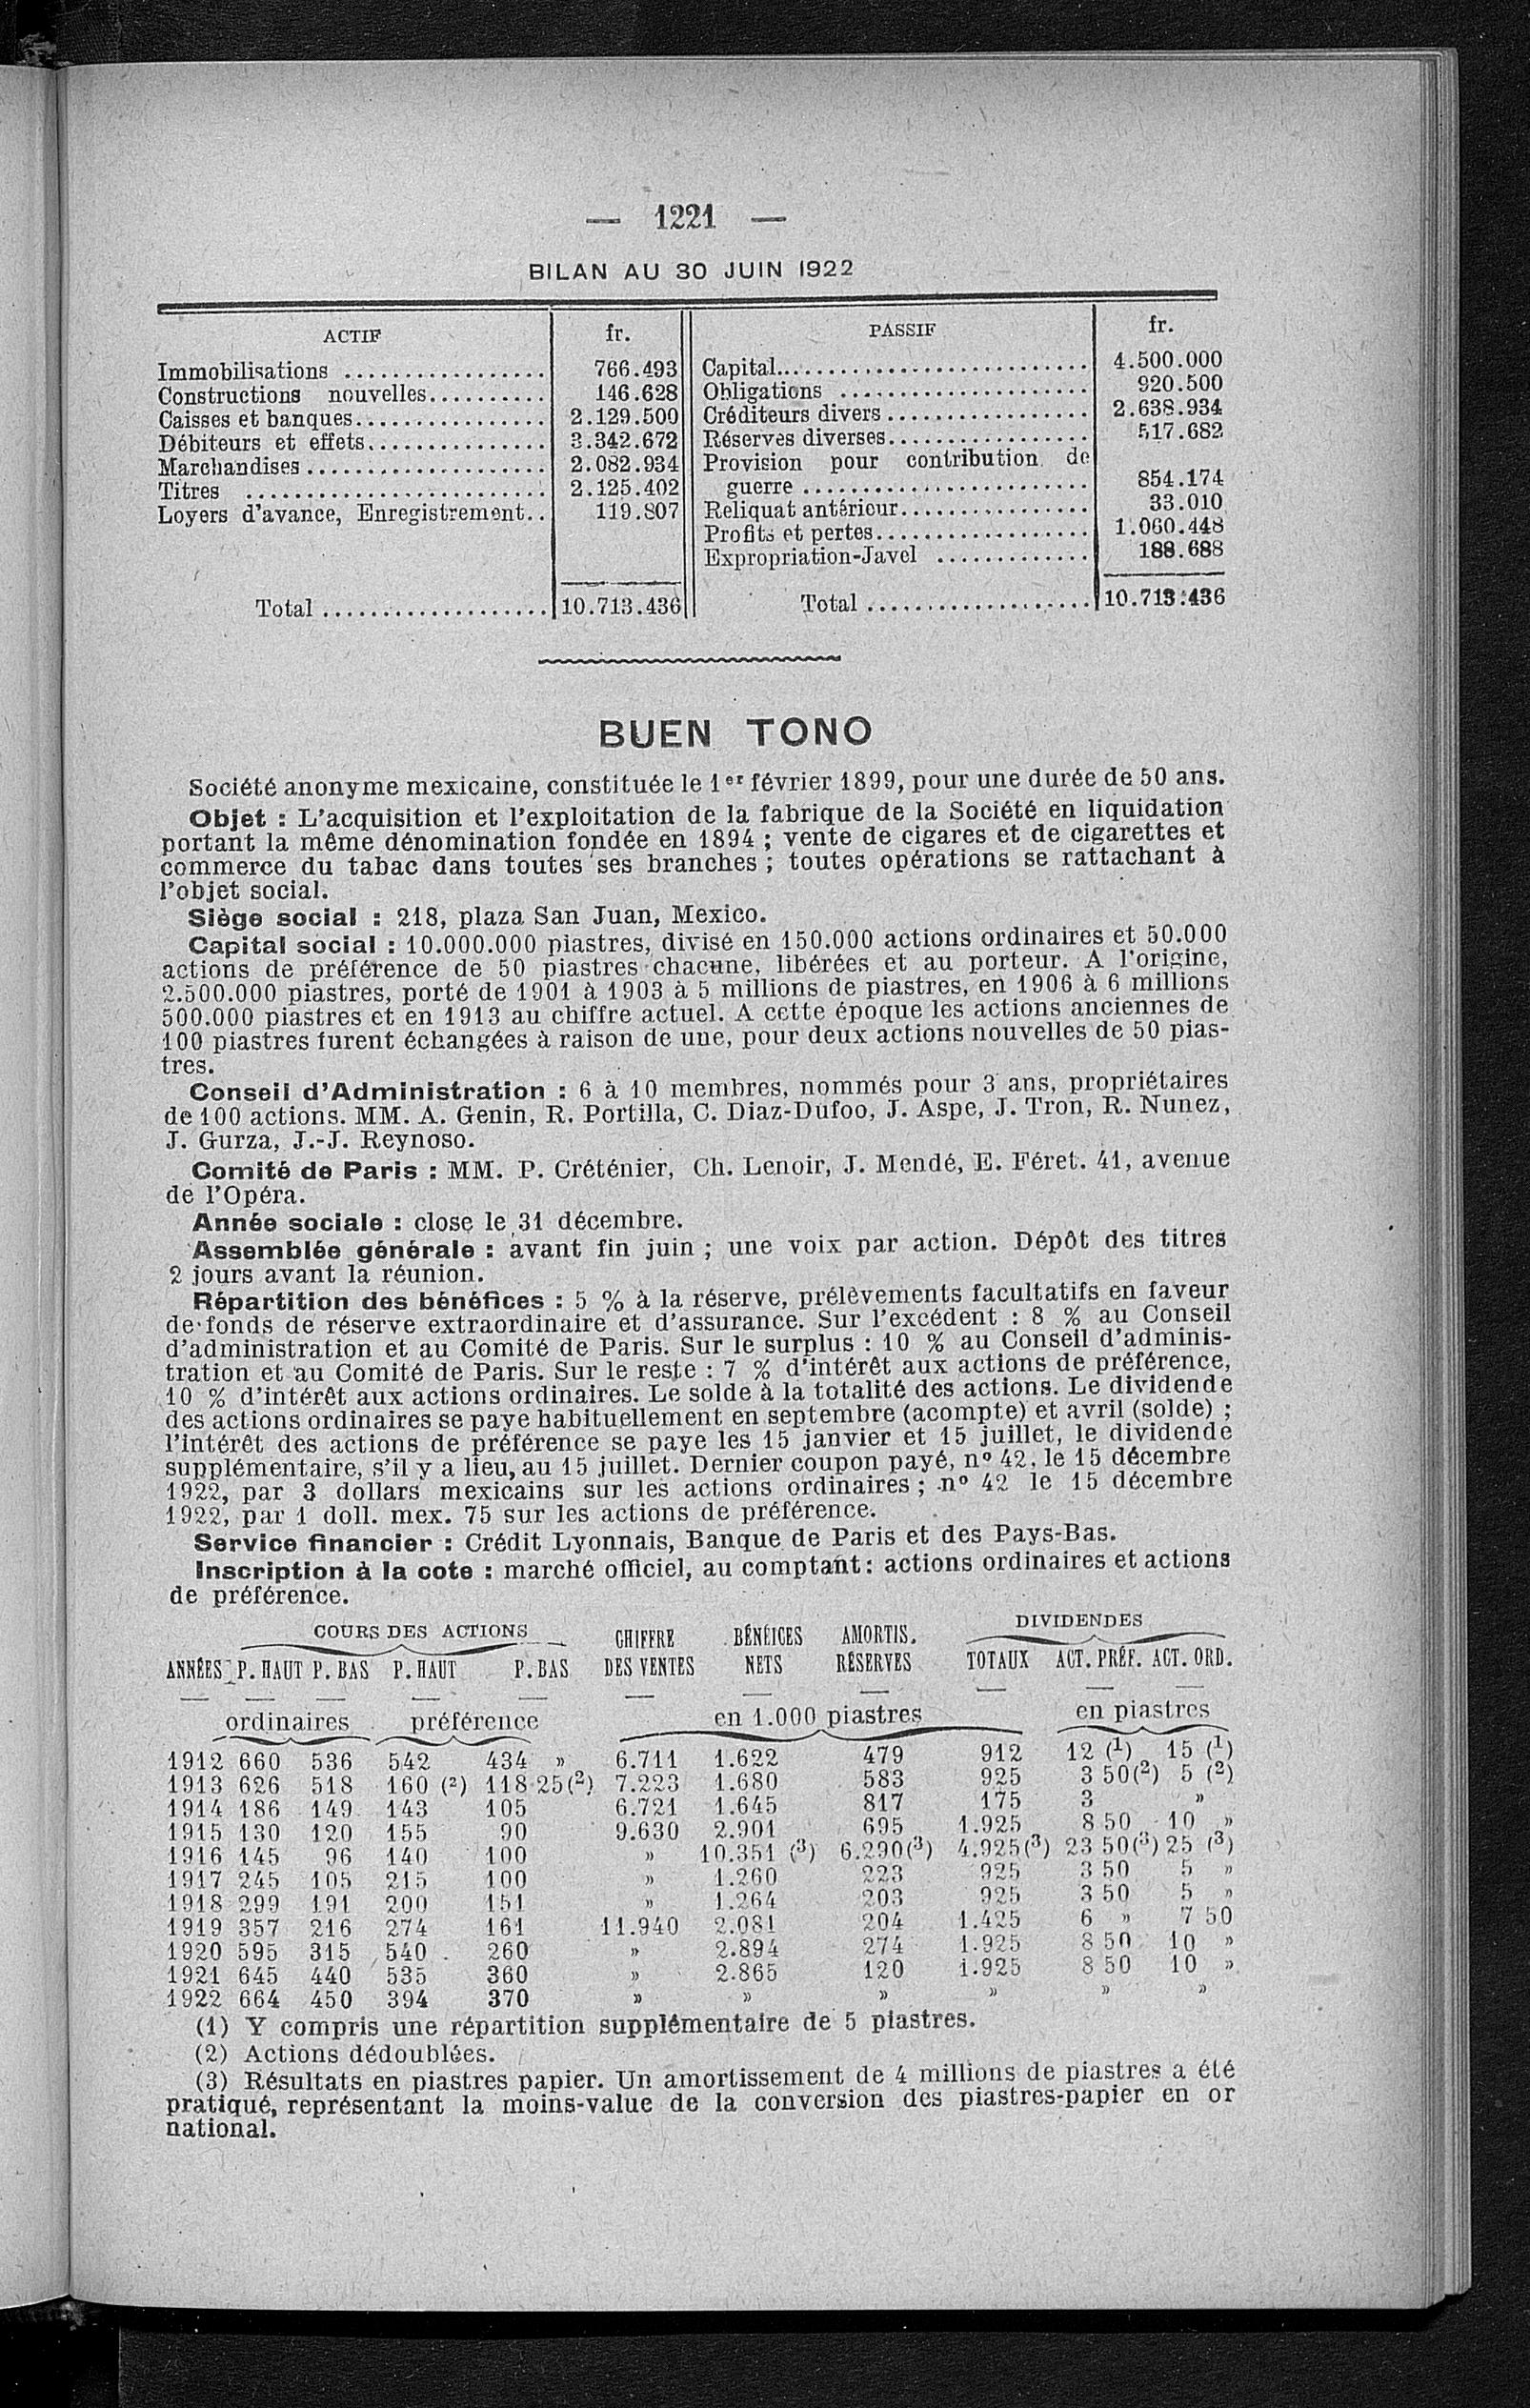 — 1221 —
BILAN AU 30 JUIN 1922
ACTIF fr. PASSIF fr.
Immobilisations ................. 766.493 Capital........................... 4.500.000
Constructions nouvelles.......... 146.628 Obligations ..................... 920.500
Caisses et banques................ 2.129.500 Créditeurs divers ................. 2.638.934
Débiteurs et effets............... 3.342.672 Réserves diverses................. 517.682
Marchandises .................... 2.082.934 Provision pour contribution de
Titres ......................... 2.125.402 guerre ........................ 854.174
Loyers d'avance, Enregistrement.. 119.807 Reliquat antérieur................ 33.010
Profits et pertes.................. 1.060.448
Expropriation-Javel ............. 188.688
Total ................... 10.713.436 Total ................... 10.713.436
BUEN TONO
Société anonyme mexicaine, constituée le 1er février 1899, pour une durée de 50 ans.
Objet : L'acquisition et l'exploitation de la fabrique de la Société en liquidation
portant la même dénomination fondée en 1894 ; vente de cigares et de cigarettes et
commerce du tabac dans toutes ses branches ; toutes opérations se rattachant à
l'objet social.
Siège social : 218, plaza San Juan, Mexico.
Capital social : 10.000.000 piastres, divisé en 150.000 actions ordinaires et 50.000
actions de préférence de 50 piastres chacune, libérées et au porteur. A l'origine,
2.500.000 piastres, porté de 1901 à 1903 à 5 millions de piastres, en 1906 à 6 millions
500.000 piastres et en 1913 au chiffre actuel. A cette époque les actions anciennes de
100 piastres furent échangées à raison de une, pour deux actions nouvelles de 50 pias-
tres.
Conseil d'Administration : 6 à 10 membres, nommés pour 3 ans, propriétaires
de 100 actions. MM. A. Genin, R. Portilla, C. Diaz-Dufoo, J. Aspe, J. Tron, R. Nunez,
J. Gurza, J.-J. Reynoso.
Comité de Paris : MM. P. Créténier, Ch. Lenoir, J. Mendé, E. Féret. 41, avenue
de l'Opéra.
Année sociale : close le 31 décembre.
Assemblée générale : avant fin juin ; une voix par action. Dépôt des titres
2 jours avant la réunion.
Répartition des bénéfices : 5 % à la réserve, prélèvements facultatifs en faveur
de fonds de réserve extraordinaire et d'assurance. Sur l'excédent : 8 % au Conseil
d'administration et au Comité de Paris. Sur le surplus : 10 % au Conseil d'adminis-
tration et au Comité de Paris. Sur le reste : 7 % d'intérêt aux actions de préférence,
10 % d'intérêt aux actions ordinaires. Le solde à la totalité des actions. Le dividende
des actions ordinaires se paye habituellement en septembre (acompte) et avril (solde) ;
l'intérêt des actions de préférence se paye les 15 janvier et 15 juillet, le dividende
supplémentaire, s'il y a lieu, au 15 juillet. Dernier coupon payé, n° 42, le 15 décembre
1922, par 3 dollars mexicains sur les actions ordinaires ; n° 42 le 15 décembre
1922, par 1 doll. mex. 75 sur les actions de préférence.
Service financier : Crédit Lyonnais, Banque de Paris et des Pays-Bas.
Inscription à la cote : marché officiel, au comptant : actions ordinaires et actions
de préférence.
COURS DES ACTIONS CHIFFRE BÉNÉICES AMORTIS. DIVIDENDES
ANNÉES P. HAUT P. BAS P. HAUT P. BAS DES VENTES NETS RÉSERVES TOTAUX ACT. PRÉF. ACT. ORD.
ordinaires préférence en 1.000 piastres en piastres
1912 660 536 542 434 » 6.711 1.622 479 912 12 (1) 15 (1)
1913 626 518 160 (2) 118 25 (2) 7.223 1.680 583 925 3 50 (2) 5 (2)
1914 186 149 143 105 6.721 1.645 817 175 3 »
1915 130 120 155 90 9.630 2.901 695 1.925 8 50 10 »
1916 145 96 140 100 » 10.351 (3) 6.290 (3) 4.925 (3) 23 50 (3) 25 (3)
1917 245 105 215 100 » 1.260 223 925 3 50 5 »
1918 299 191 200 151 » 1.264 203 925 3 50 5 »
1919 357 216 274 161 11.940 2.081 204 1.425 6 » 7 50
1920 595 315 540 260 » 2.894 274 1.925 8 50 10 »
1921 645 440 535 360 » 2.865 120 1.925 8 50 10 »
1922 664 450 394 370 » » » » » »
(1) Y compris une répartition supplémentaire de 5 piastres.
(2) Actions dédoublées.
(3) Résultats en piastres papier. Un amortissement de 4 millions de piastres a été
pratiqué, représentant la moins-value de la conversion des piastres-papier en or
national.